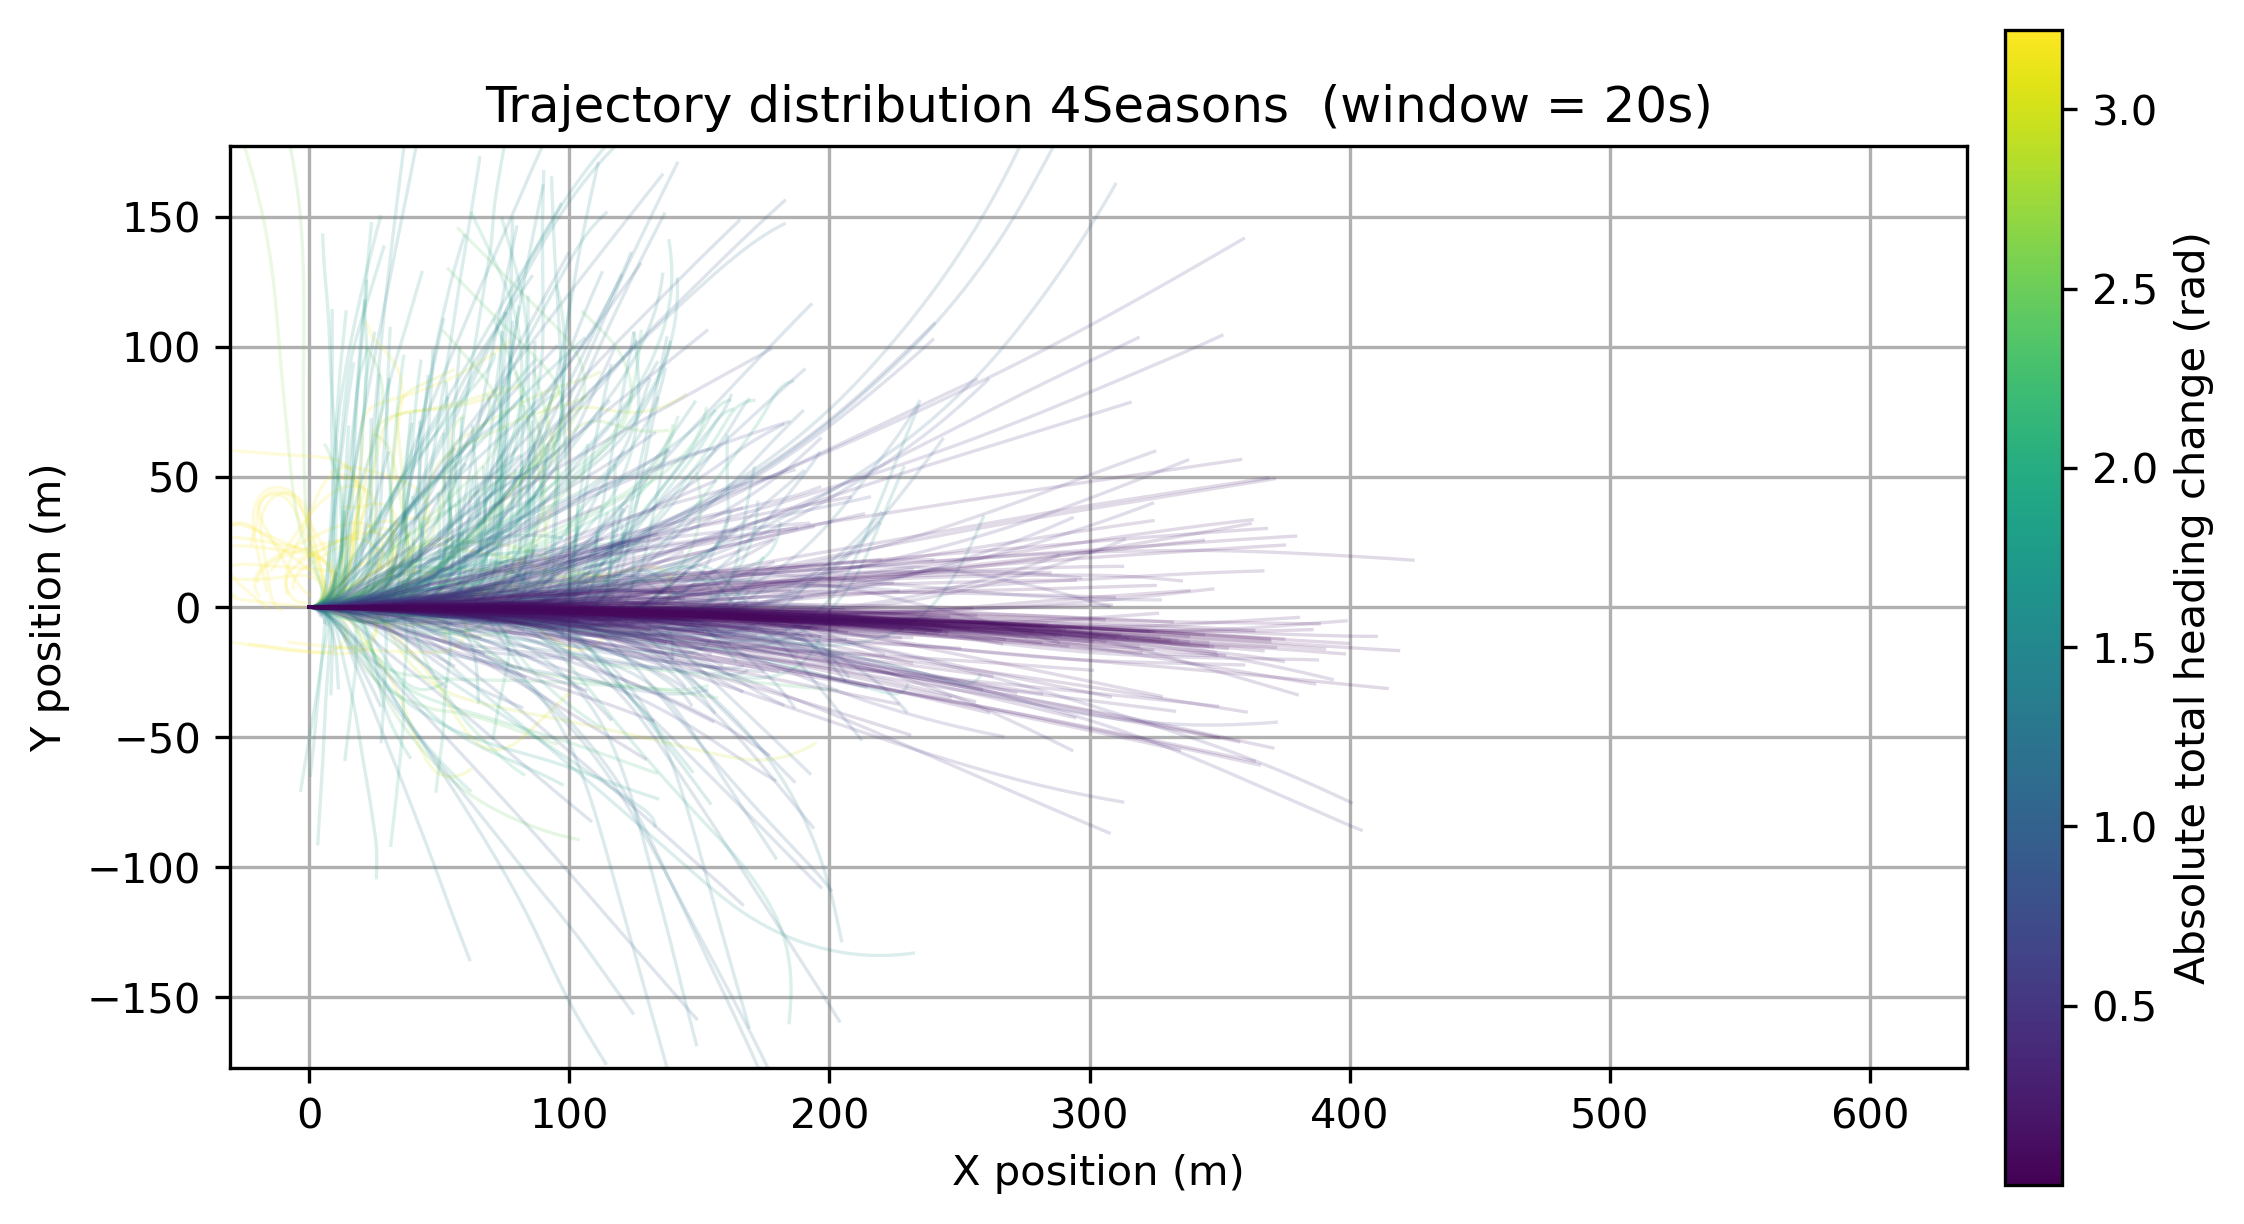 Trajectory distribution 4Seasons  (window = 20s)
Y position (m)
150
100
50
0
−50
−100
−150
0 100 200 300 400 500 600
X position (m)
3.0
2.5
2.0
1.5
1.0
0.5
Absolute total heading change (rad)